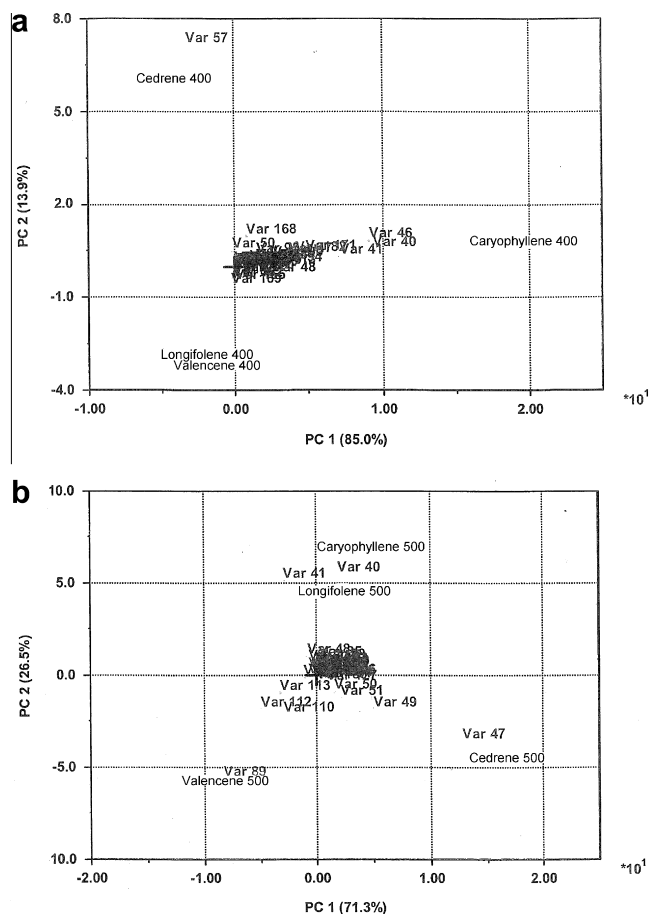 a
8.0
Var 57
Cedrene 400
5.0
PC 2 (13.9%)
2.0
Var 168
Var 46
Var 50
Var 40
Caryophyllene 400
Var 41
Var 48
Var 169
-1.0
Longifolene 400
Valencene 400
-4.0
-1.00 0.00 1.00 2.00
*10¹
PC 1 (85.0%)
b
10.0
Caryophyllene 500
Var 41 Var 40
5.0
Longifolene 500
Var 48
PC 2 (26.5%)
0.0
Var 113 Var 50
Var 51
Var 112 Var 49
Var 110
Var 47
Cedrene 500
-5.0
Var 89
Valencene 500
10.0
-2.00 -1.00 0.00 1.00 2.00
*10¹
PC 1 (71.3%)